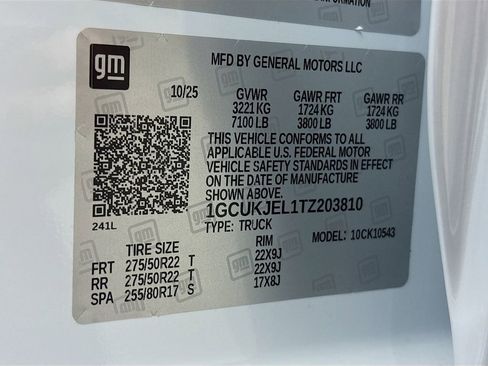 INFORMATION
gm
MFD BY GENERAL MOTORS LLC
10/25 GVWR GAWR FRT GAWR RR
3221 KG 1724 KG 1724 KG
7100 LB 3800 LB 3800 LB
THIS VEHICLE CONFORMS TO ALL
APPLICABLE U.S. FEDERAL MOTOR
VEHICLE SAFETY STANDARDS IN EFFECT
ON THE DATE OF MANUFACTURE SHOWN ABOVE
1GCUKJEL1TZ203810
241L TYPE: TRUCK MODEL: 10CK10543
TIRE SIZE RIM
FRT 275/50R22 T 22X9J
RR 275/50R22 T 22X9J
SPA 255/80R17 S 17X8J